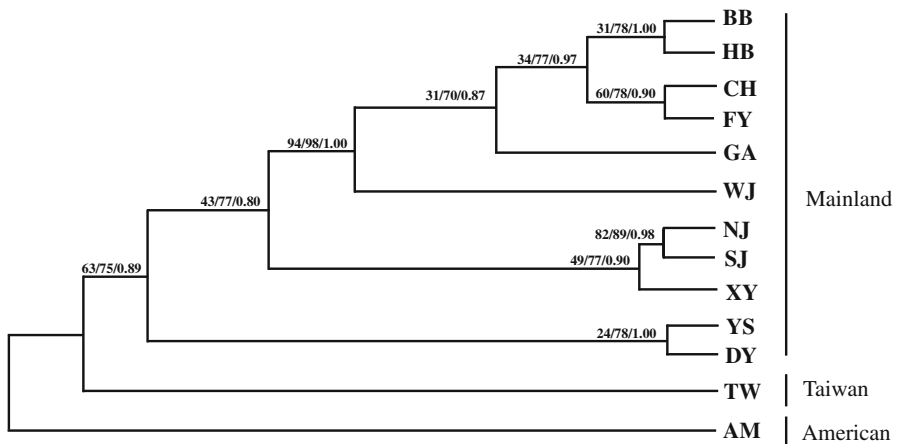 BB
31/78/1.00
HB
34/77/0.97
CH
60/78/0.90
31/70/0.87
FY
GA
94/98/1.00
WJ
Mainland
43/77/0.80
NJ
82/89/0.98
SJ
49/77/0.90
63/75/0.89
XY
YS
24/78/1.00
DY
TW
Taiwan
AM
American